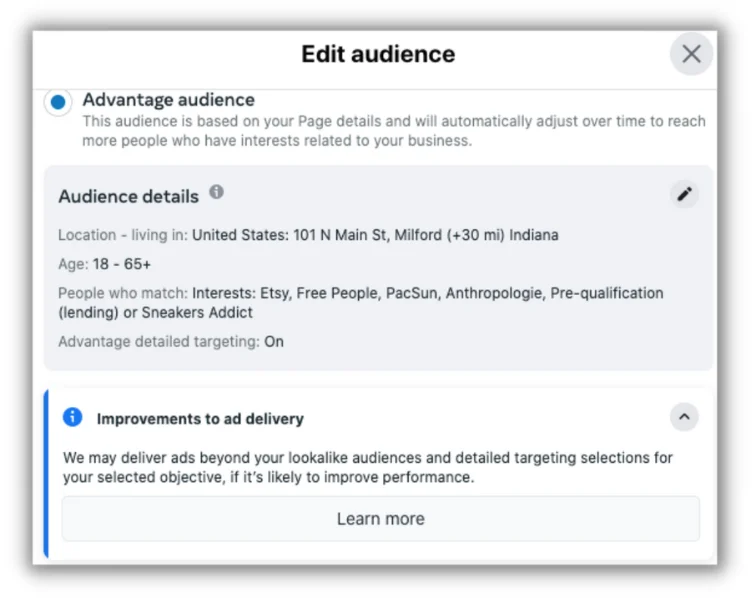 Edit audience
Advantage audience
This audience is based on your Page details and will automatically adjust over time to reach
more people who have interests related to your business.
Audience details
Location - living in: United States: 101 N Main St, Milford (+30 mi) Indiana
Age: 18 - 65+
People who match: Interests: Etsy, Free People, PacSun, Anthropologie, Pre-qualification
(lending) or Sneakers Addict
Advantage detailed targeting: On
Improvements to ad delivery
We may deliver ads beyond your lookalike audiences and detailed targeting selections for
your selected objective, if it's likely to improve performance.
Learn more